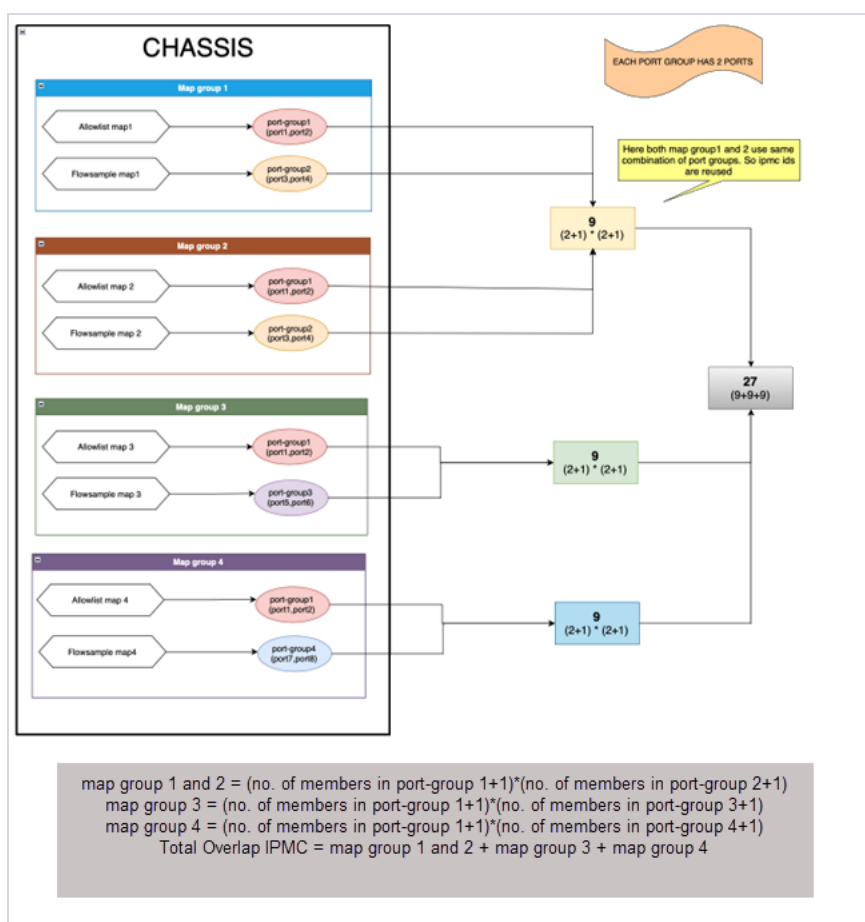 CHASSIS
EACH PORT GROUP HAS 2 PORTS
Map group 1
Allowlist map1
port-group1
(port1,port2)
Flowsample map1
port-group2
(port3,port4)
Here both map group1 and 2 use same
combination of port groups. So ipmc ids
are reused
9
(2+1) * (2+1)
Map group 2
Allowlist map 2
port-group1
(port1,port2)
Flowsample map 2
port-group2
(port3,port4)
27
(9+9+9)
Map group 3
Allowlist map 3
port-group1
(port1,port2)
Flowsample map 3
port-group3
(port5,port6)
9
(2+1) * (2+1)
Map group 4
Allowlist map 4
port-group1
(port1,port2)
Flowsample map4
port-group4
(port7,port8)
9
(2+1) * (2+1)
map group 1 and 2 = (no. of members in port-group 1+1)*(no. of members in port-group 2+1)
map group 3 = (no. of members in port-group 1+1)*(no. of members in port-group 3+1)
map group 4 = (no. of members in port-group 1+1)*(no. of members in port-group 4+1)
Total Overlap IPMC = map group 1 and 2 + map group 3 + map group 4